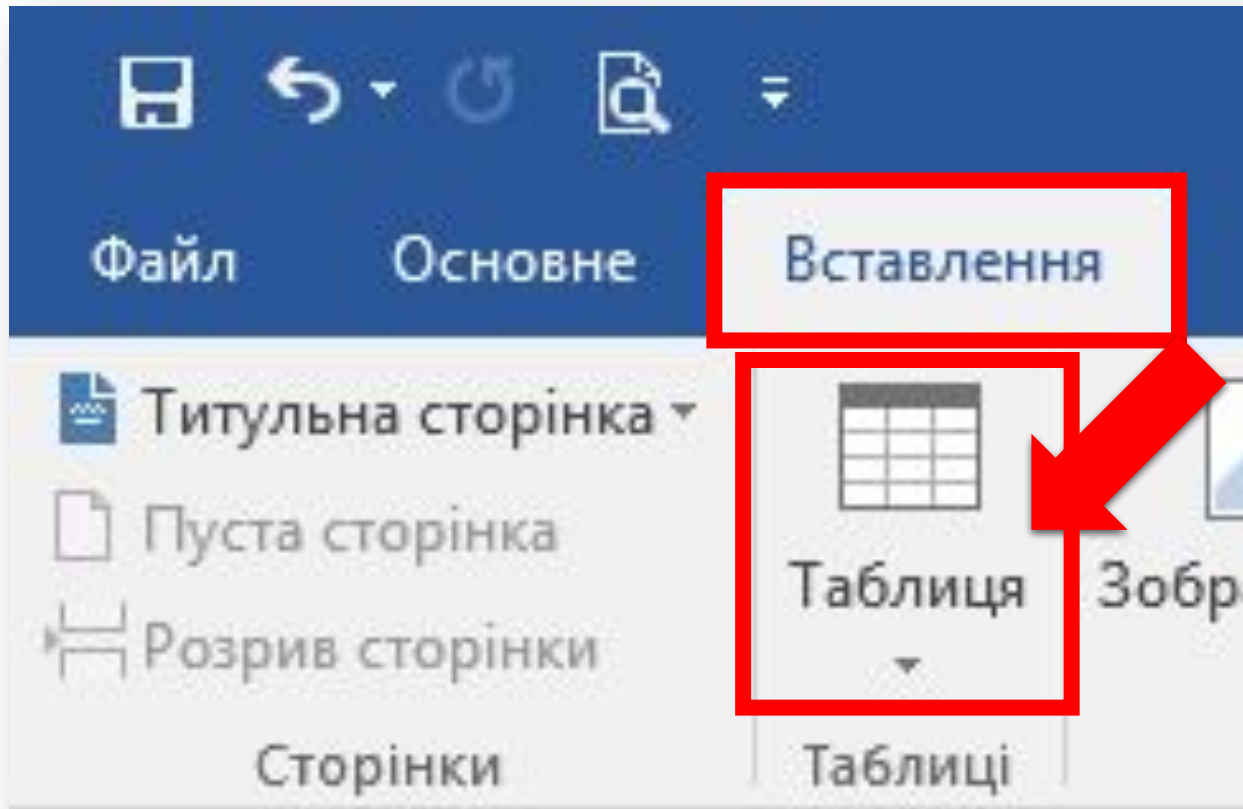 Файл Основне Вставлення
Титульна сторінка
Пуста сторінка
Розрив сторінки
Таблиця
Сторінки
Таблиці